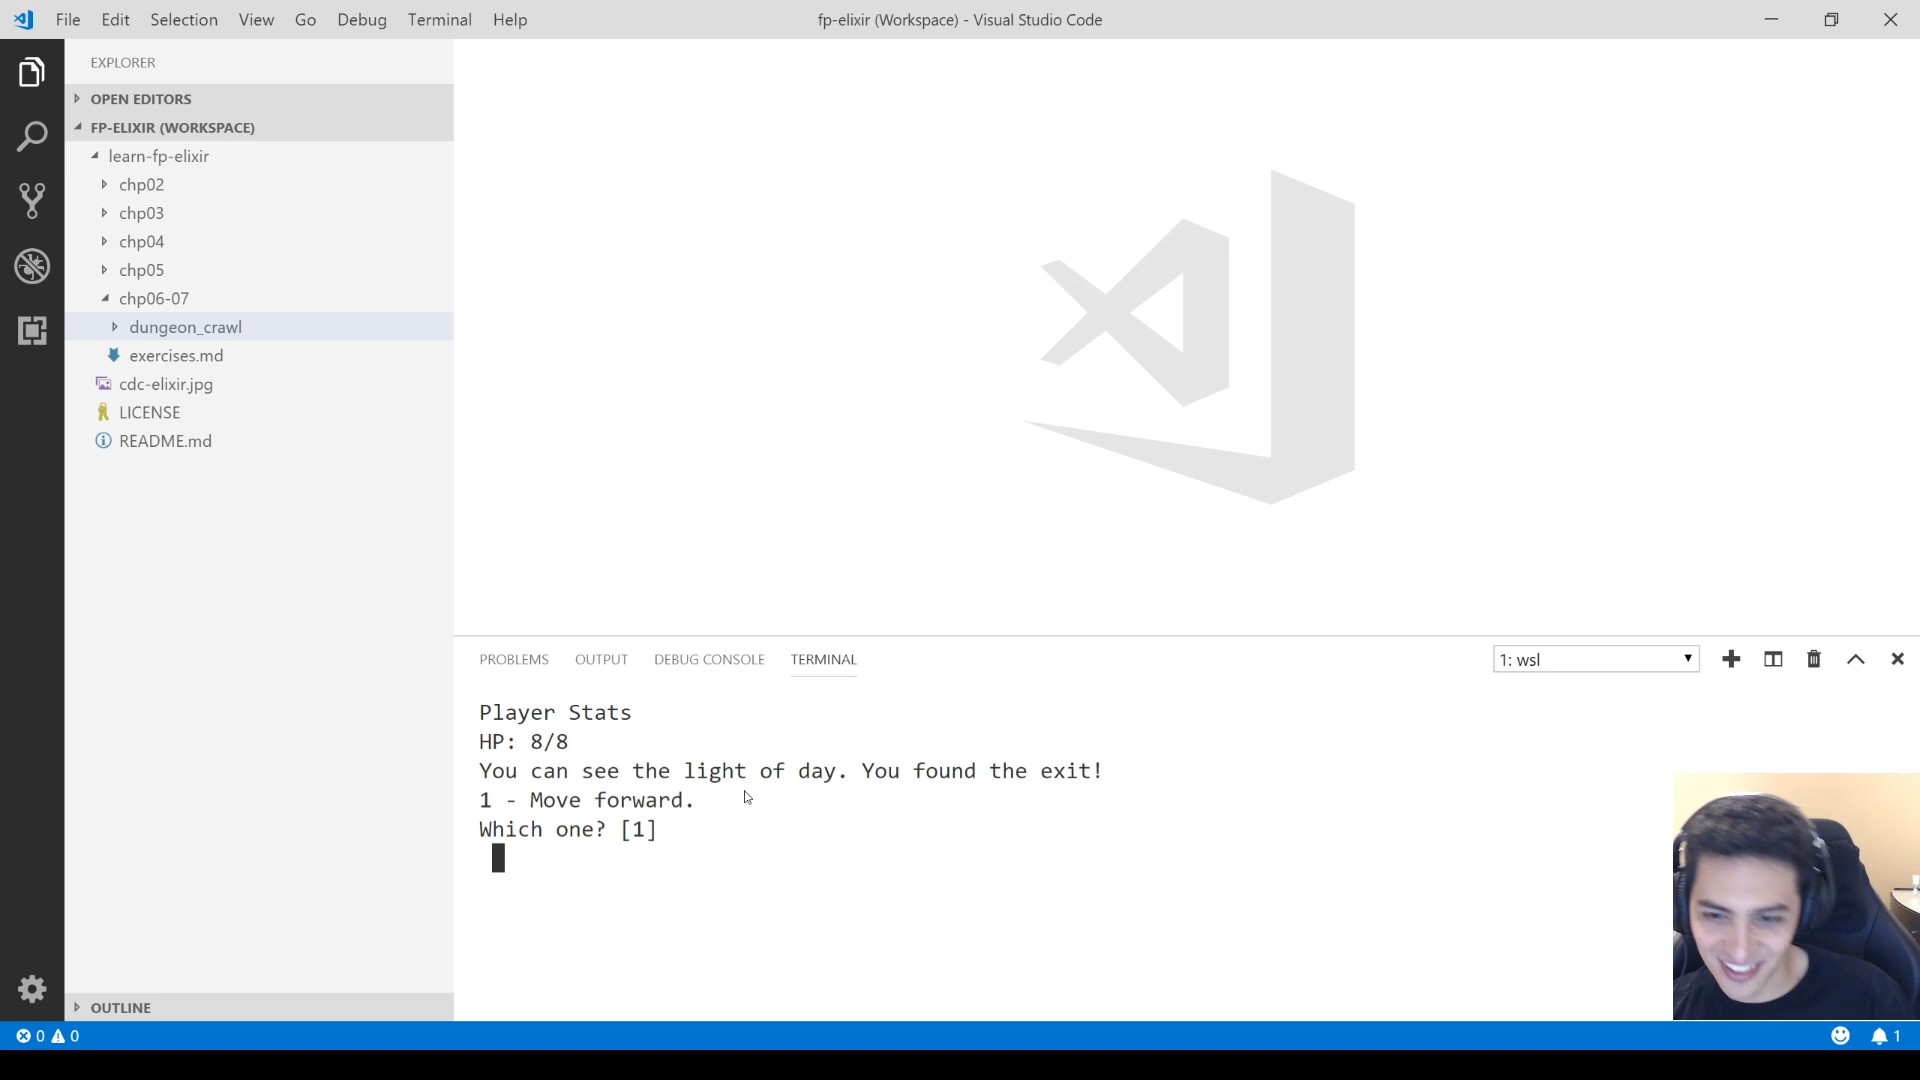 File Edit Selection View Go Debug Terminal Help
fp-elixir (Workspace) - Visual Studio Code
EXPLORER
OPEN EDITORS
FP-ELIXIR (WORKSPACE)
learn-fp-elixir
chp02
chp03
chp04
chp05
chp06-07
dungeon_crawl
exercises.md
cdc-elixir.jpg
LICENSE
README.md
OUTLINE
PROBLEMS OUTPUT DEBUG CONSOLE TERMINAL
1: wsl
Player Stats
HP: 8/8
You can see the light of day. You found the exit!
1 - Move forward.
Which one? [1]
0 0
1